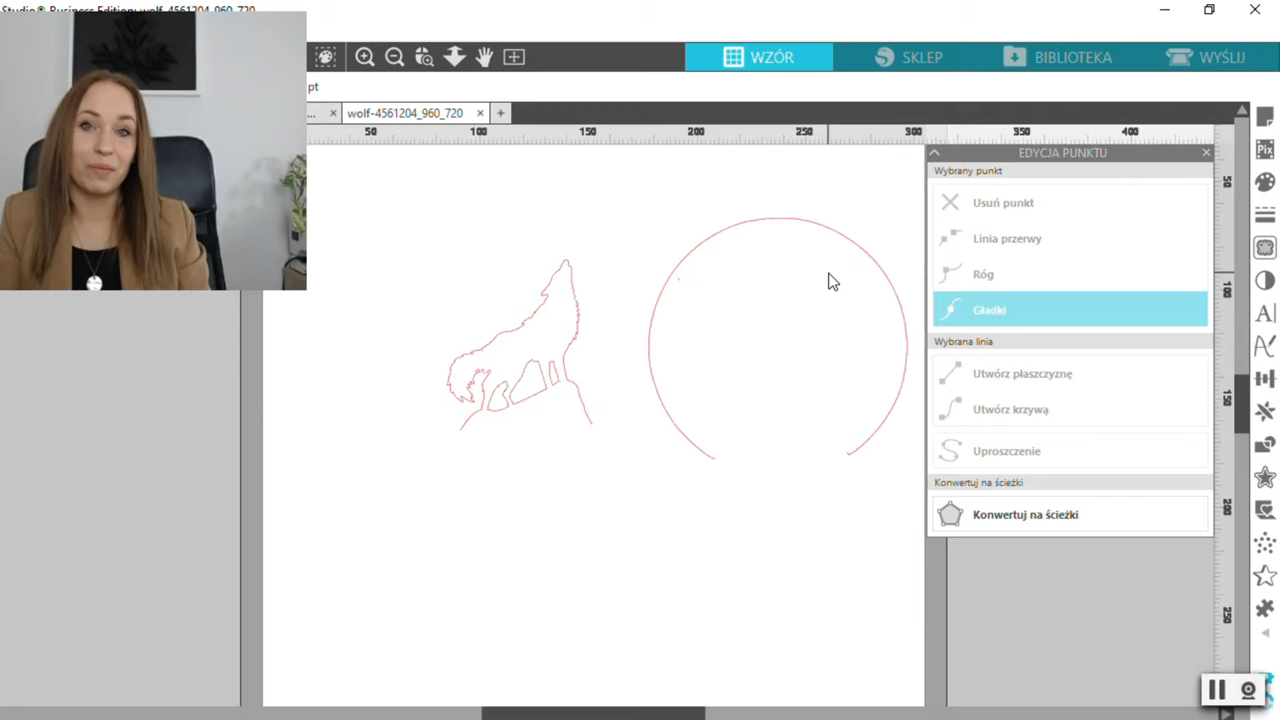 Studio® Business Edition: wolf-4561204_960_720
WZÓR
SKLEP
BIBLIOTEKA
WYŚLIJ
pt
...
wolf-4561204_960_720
50 100 150 200 250 300 350 400
EDYCJA PUNKTU
Wybrany punkt
Usuń punkt
Linia przerwy
Róg
Gładki
Wybrana linia
Utwórz płaszczyznę
Utwórz krzywą
Uproszczenie
Konwertuj na ścieżki
Konwertuj na ścieżki
50
100
150
200
250
Pix
A